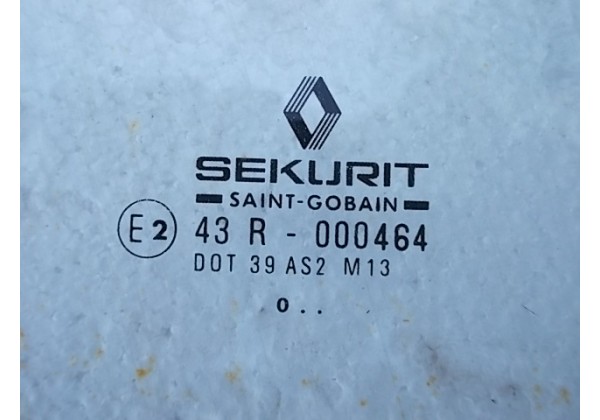 SEKURIT
SAINT-GOBAIN
E2 43 R - 000464
DOT 39 AS2 M13
0 . .